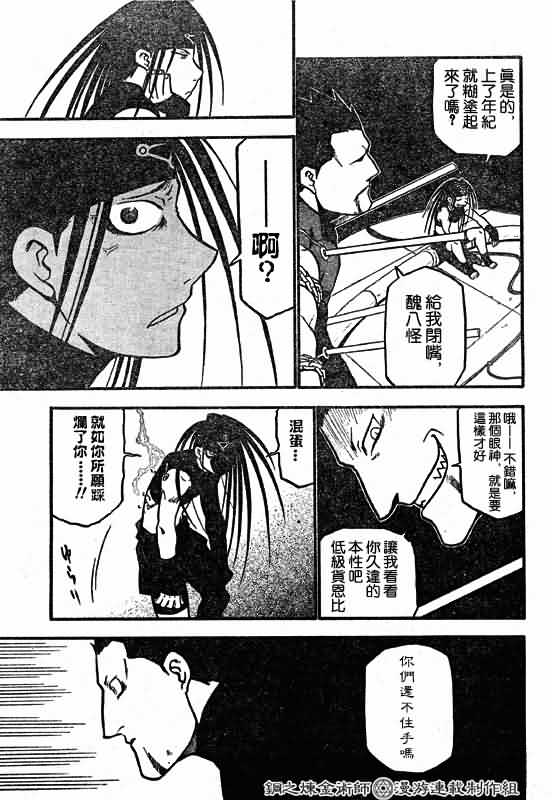 真是的，
上了年紀
就糊塗起
來了嗎？
給我閉嘴，
醜八怪
——啊？
哦——不錯嘛，
那個眼神，就是要
這樣才好
讓我看看
你久違的
本性吧
低級貨恩比
混蛋…
就如你所願踩
爛了你……!!
你們還不住手嗎
鋼之煉金術師 漫游連載制作組